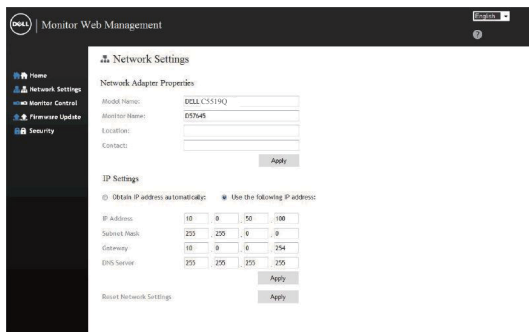 DELL Monitor Web Management
English
?
Network Settings
Home
Network Settings
Monitor Control
Firmware Update
Security
Network Adapter Properties
Model Name: DELL C5519Q
Monitor Name: D57645
Location:
Contact:
Apply
IP Settings
Obtain IP address automatically: Use the following IP address:
IP Address 10 . 0 . 50 . 100
Subnet Mask 255 . 255 . 0 . 0
Gateway 10 . 0 . 0 . 254
DNS Server 255 . 255 . 255 . 255
Apply
Reset Network Settings Apply